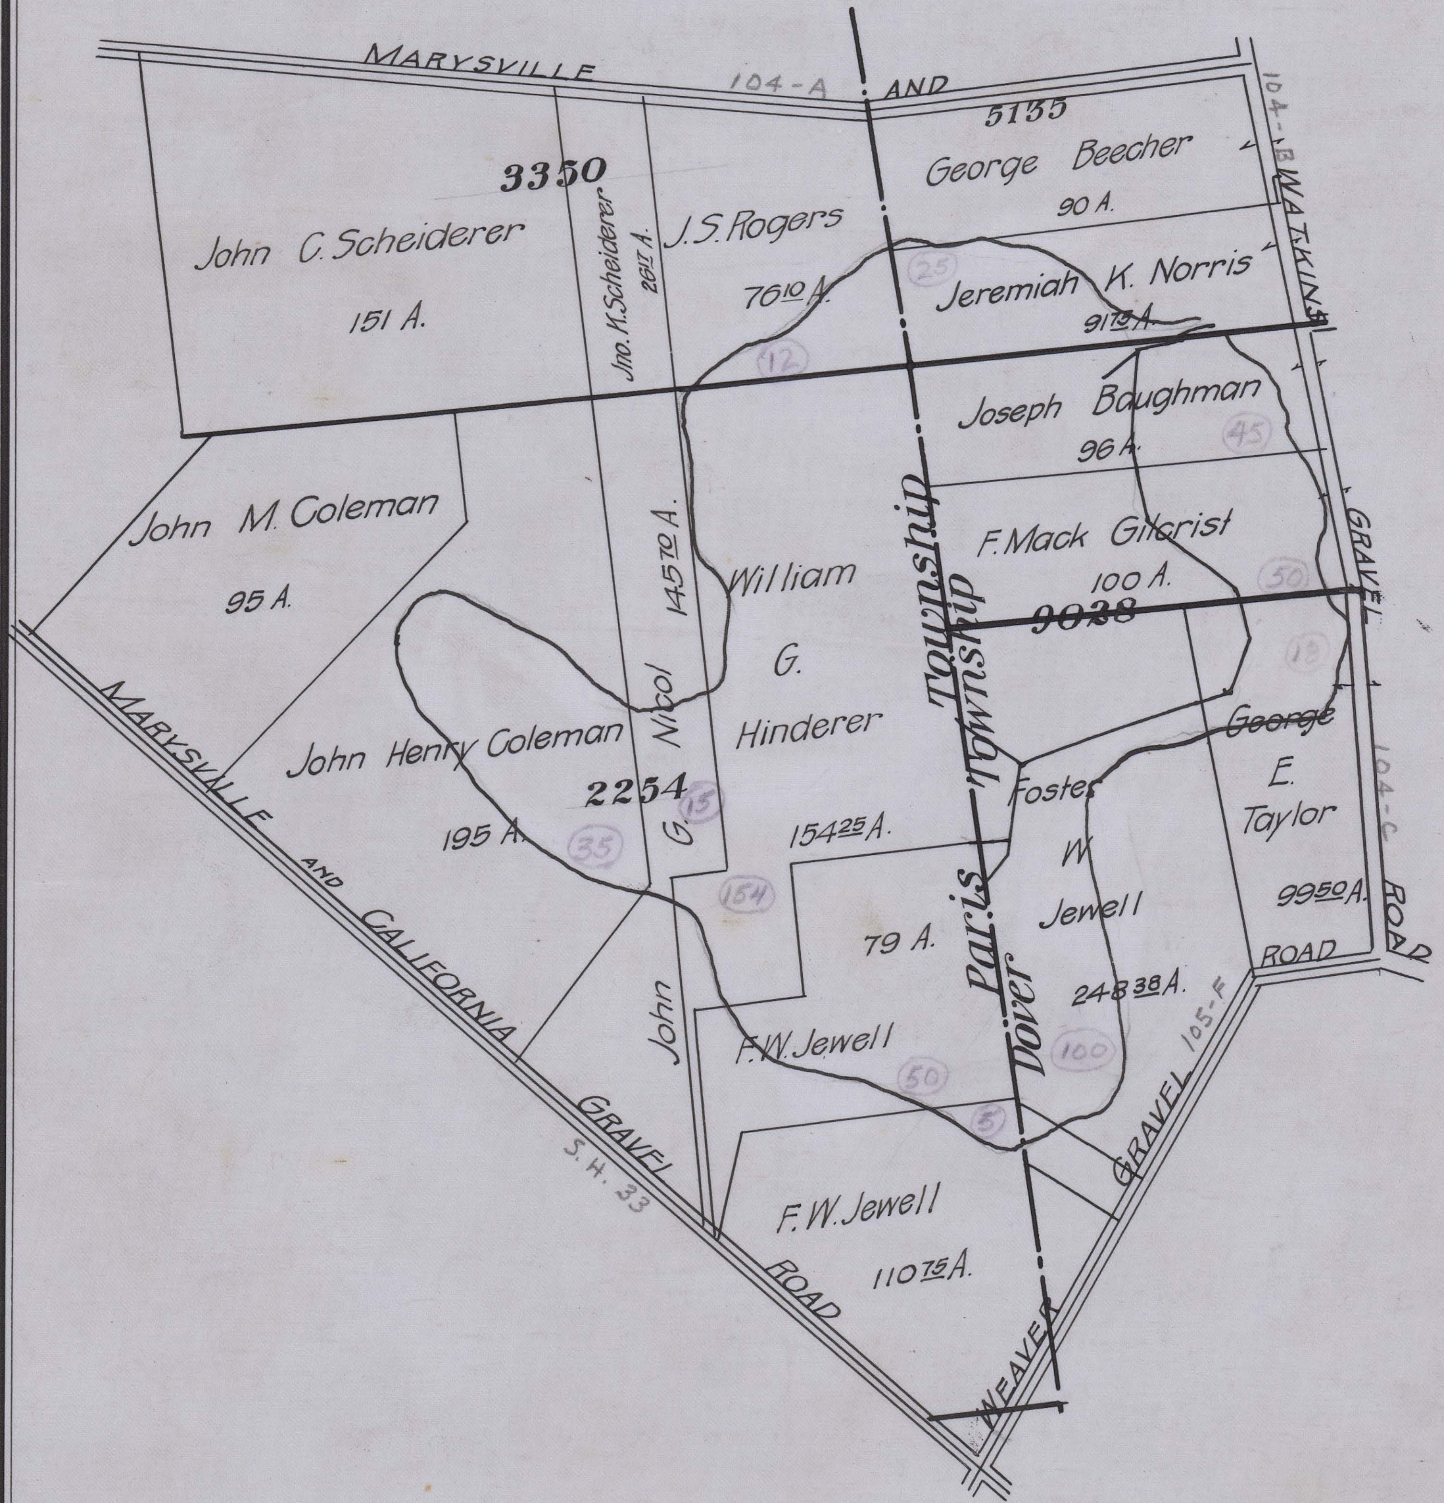 MARYSVILLE 104-A AND
104-B WATKINS
GRAVEL
104-C
ROAD
3350
John C. Scheiderer
151 A.
Jno. K. Scheiderer
26 17 A.
J.S. Rogers
76 10 A.
12
5135
George Beecher
90 A.
25
Jeremiah K. Norris
91 75 A.
Joseph Baughman
96 A.
45
F. Mack Gilcrist
100 A.
50
9028
18
George
E.
Taylor
99 50 A.
John M. Coleman
95 A.
John Henry Coleman
195 A.
35
2254
15
John G. Nicol 145 70 A.
William
G.
Hinderer
154 25 A.
154
Paris Township
Dover Township
Foster
W
Jewell
248 38 A.
100
79 A.
F.W. Jewell
50
5
F.W. Jewell
110 75 A.
MARYSVILLE AND CALIFORNIA GRAVEL ROAD
S.H. 33
WEAVER GRAVEL 105-F ROAD